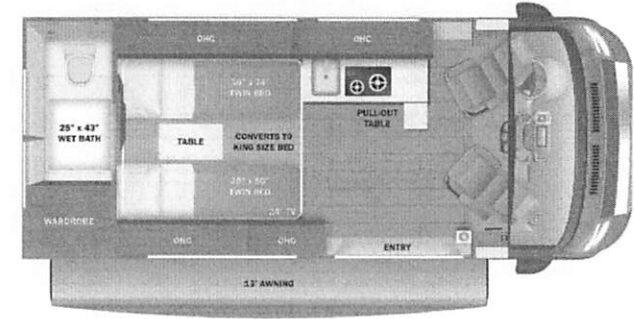 OHC
OHC
TWIN BED
25" x 43"
WET BATH
TABLE
CONVERTS TO
KING SIZE BED
PULL-OUT
TABLE
TWIN BED
WARDROBE
OHC
OHC
ENTRY
13' AWNING